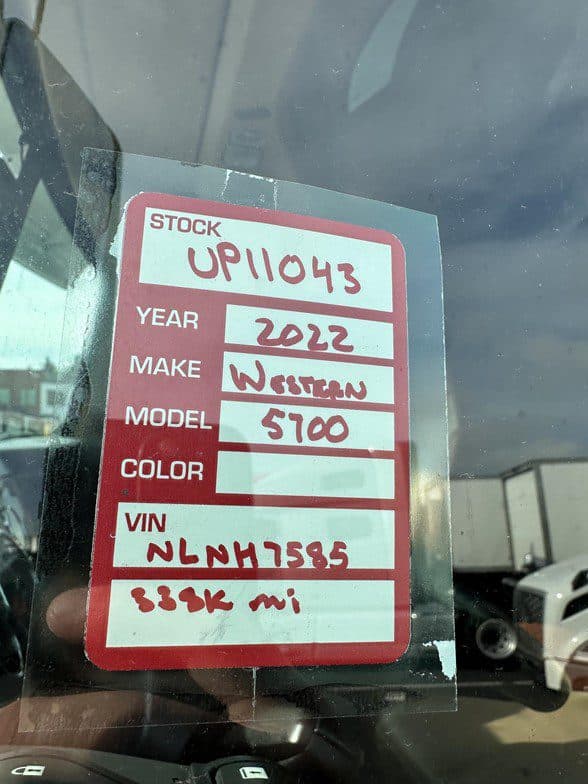 STOCK
UP11043
YEAR 2022
MAKE WESTERN
MODEL 5700
COLOR
VIN
NLNH7585
338K mi